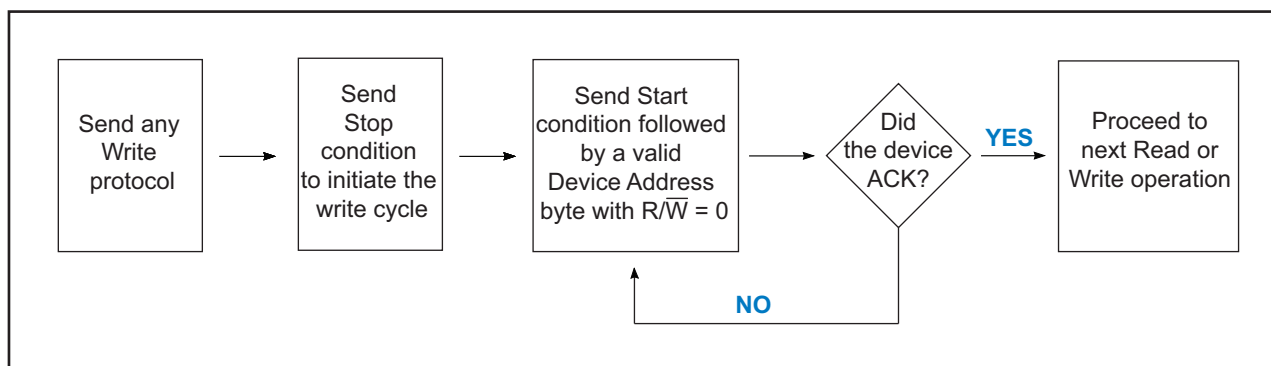 Send any
Write
protocol
Send
Stop
condition
to initiate the
write cycle
Send Start
condition followed
by a valid
Device Address
byte with R/W̅ = 0
Did
the device
ACK?
YES
Proceed to
next Read or
Write operation
NO